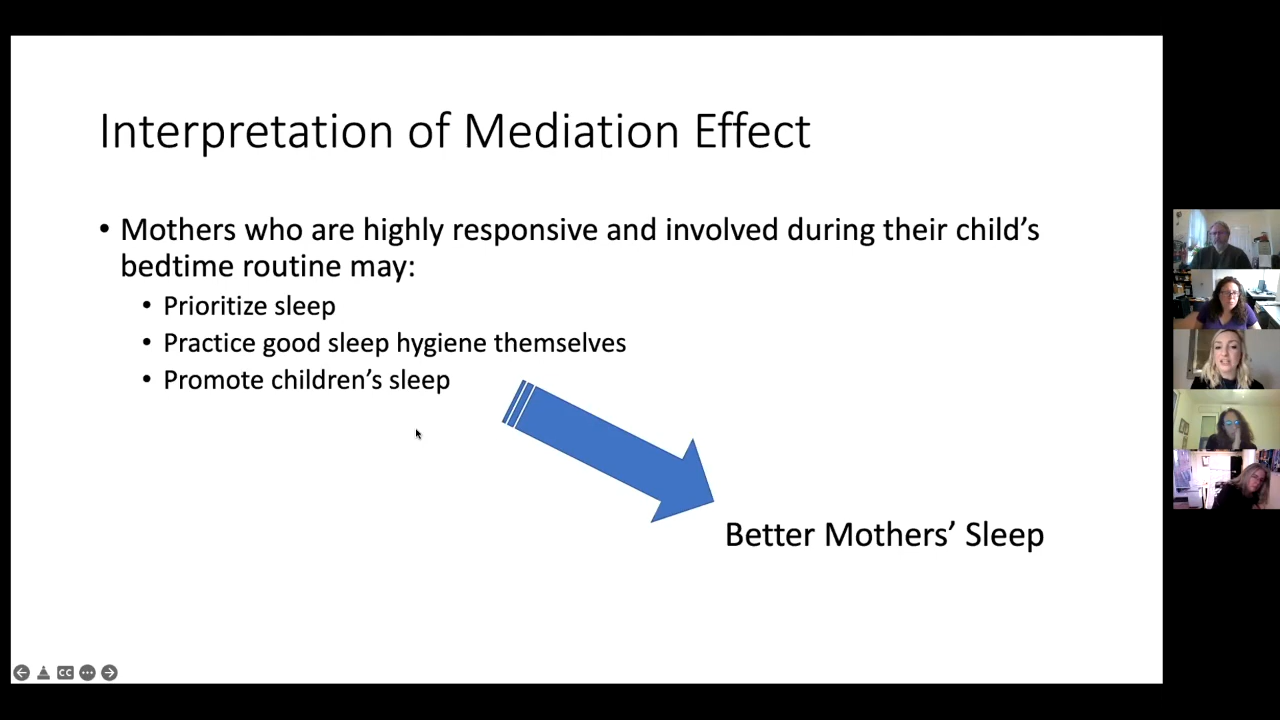 Interpretation of Mediation Effect
• Mothers who are highly responsive and involved during their child’s
bedtime routine may:
• Prioritize sleep
• Practice good sleep hygiene themselves
• Promote children’s sleep
Better Mothers’ Sleep
CC